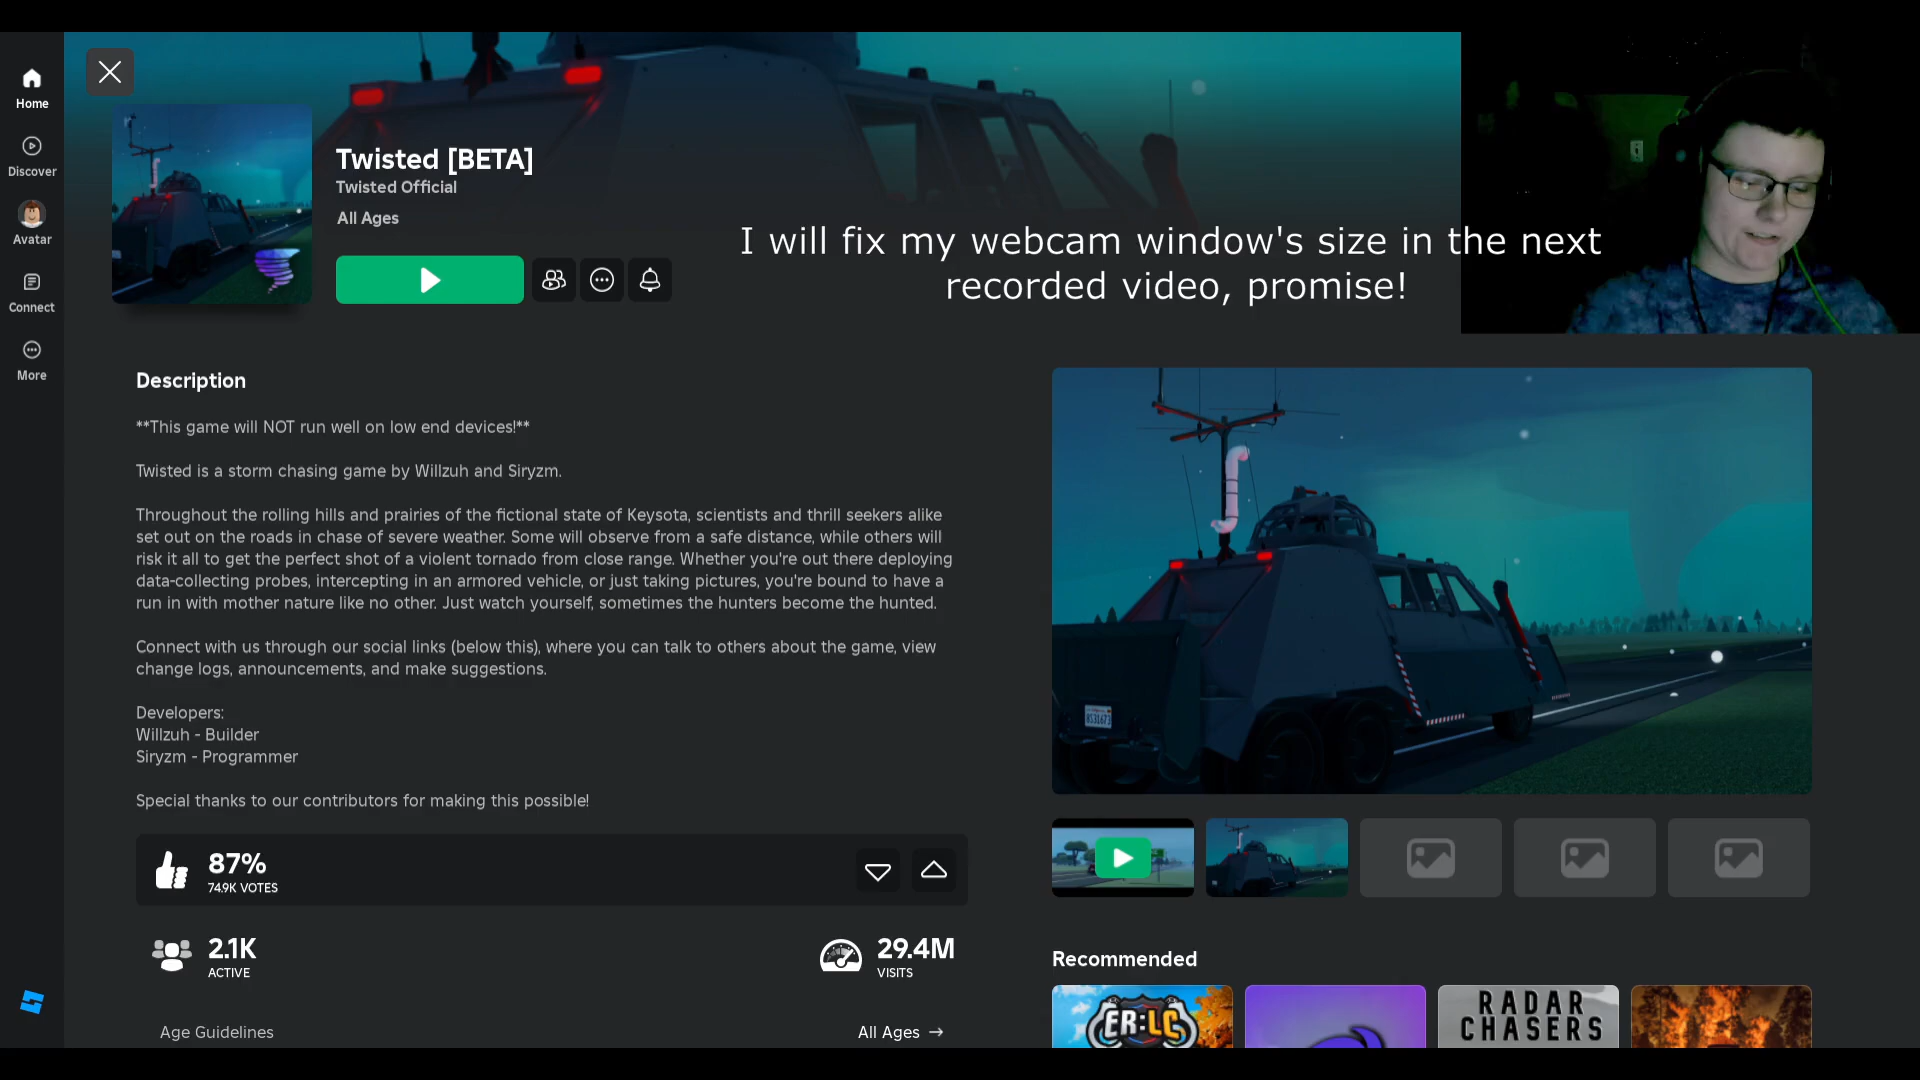 Home
Discover
Avatar
Connect
More
Twisted [BETA]
Twisted Official
All Ages
I will fix my webcam window's size in the next
recorded video, promise!
Description
**This game will NOT run well on low end devices!**
Twisted is a storm chasing game by Willzuh and Siryzm.
Throughout the rolling hills and prairies of the fictional state of Keysota, scientists and thrill seekers alike
set out on the roads in chase of severe weather. Some will observe from a safe distance, while others will
risk it all to get the perfect shot of a violent tornado from close range. Whether you're out there deploying
data-collecting probes, intercepting in an armored vehicle, or just taking pictures, you're bound to have a
run in with mother nature like no other. Just watch yourself, sometimes the hunters become the hunted.
Connect with us through our social links (below this), where you can talk to others about the game, view
change logs, announcements, and make suggestions.
Developers:
Willzuh - Builder
Siryzm - Programmer
Special thanks to our contributors for making this possible!
87%
74.9K VOTES
2.1K
ACTIVE
29.4M
VISITS
Age Guidelines
All Ages →
Recommended
ER:LC
RADAR
CHASERS